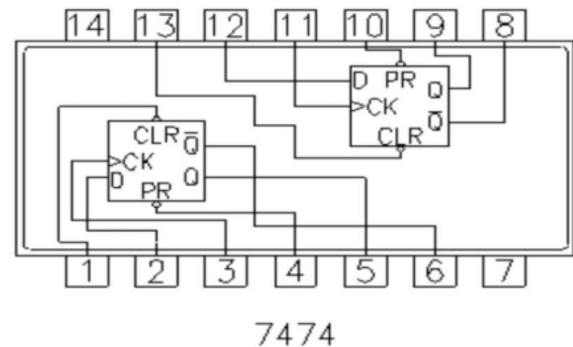 14 13 12 11 10 9 8
D PR Q
CK
CLR Q̅
CLR Q̅
CK
D Q
PR
1 2 3 4 5 6 7
7474